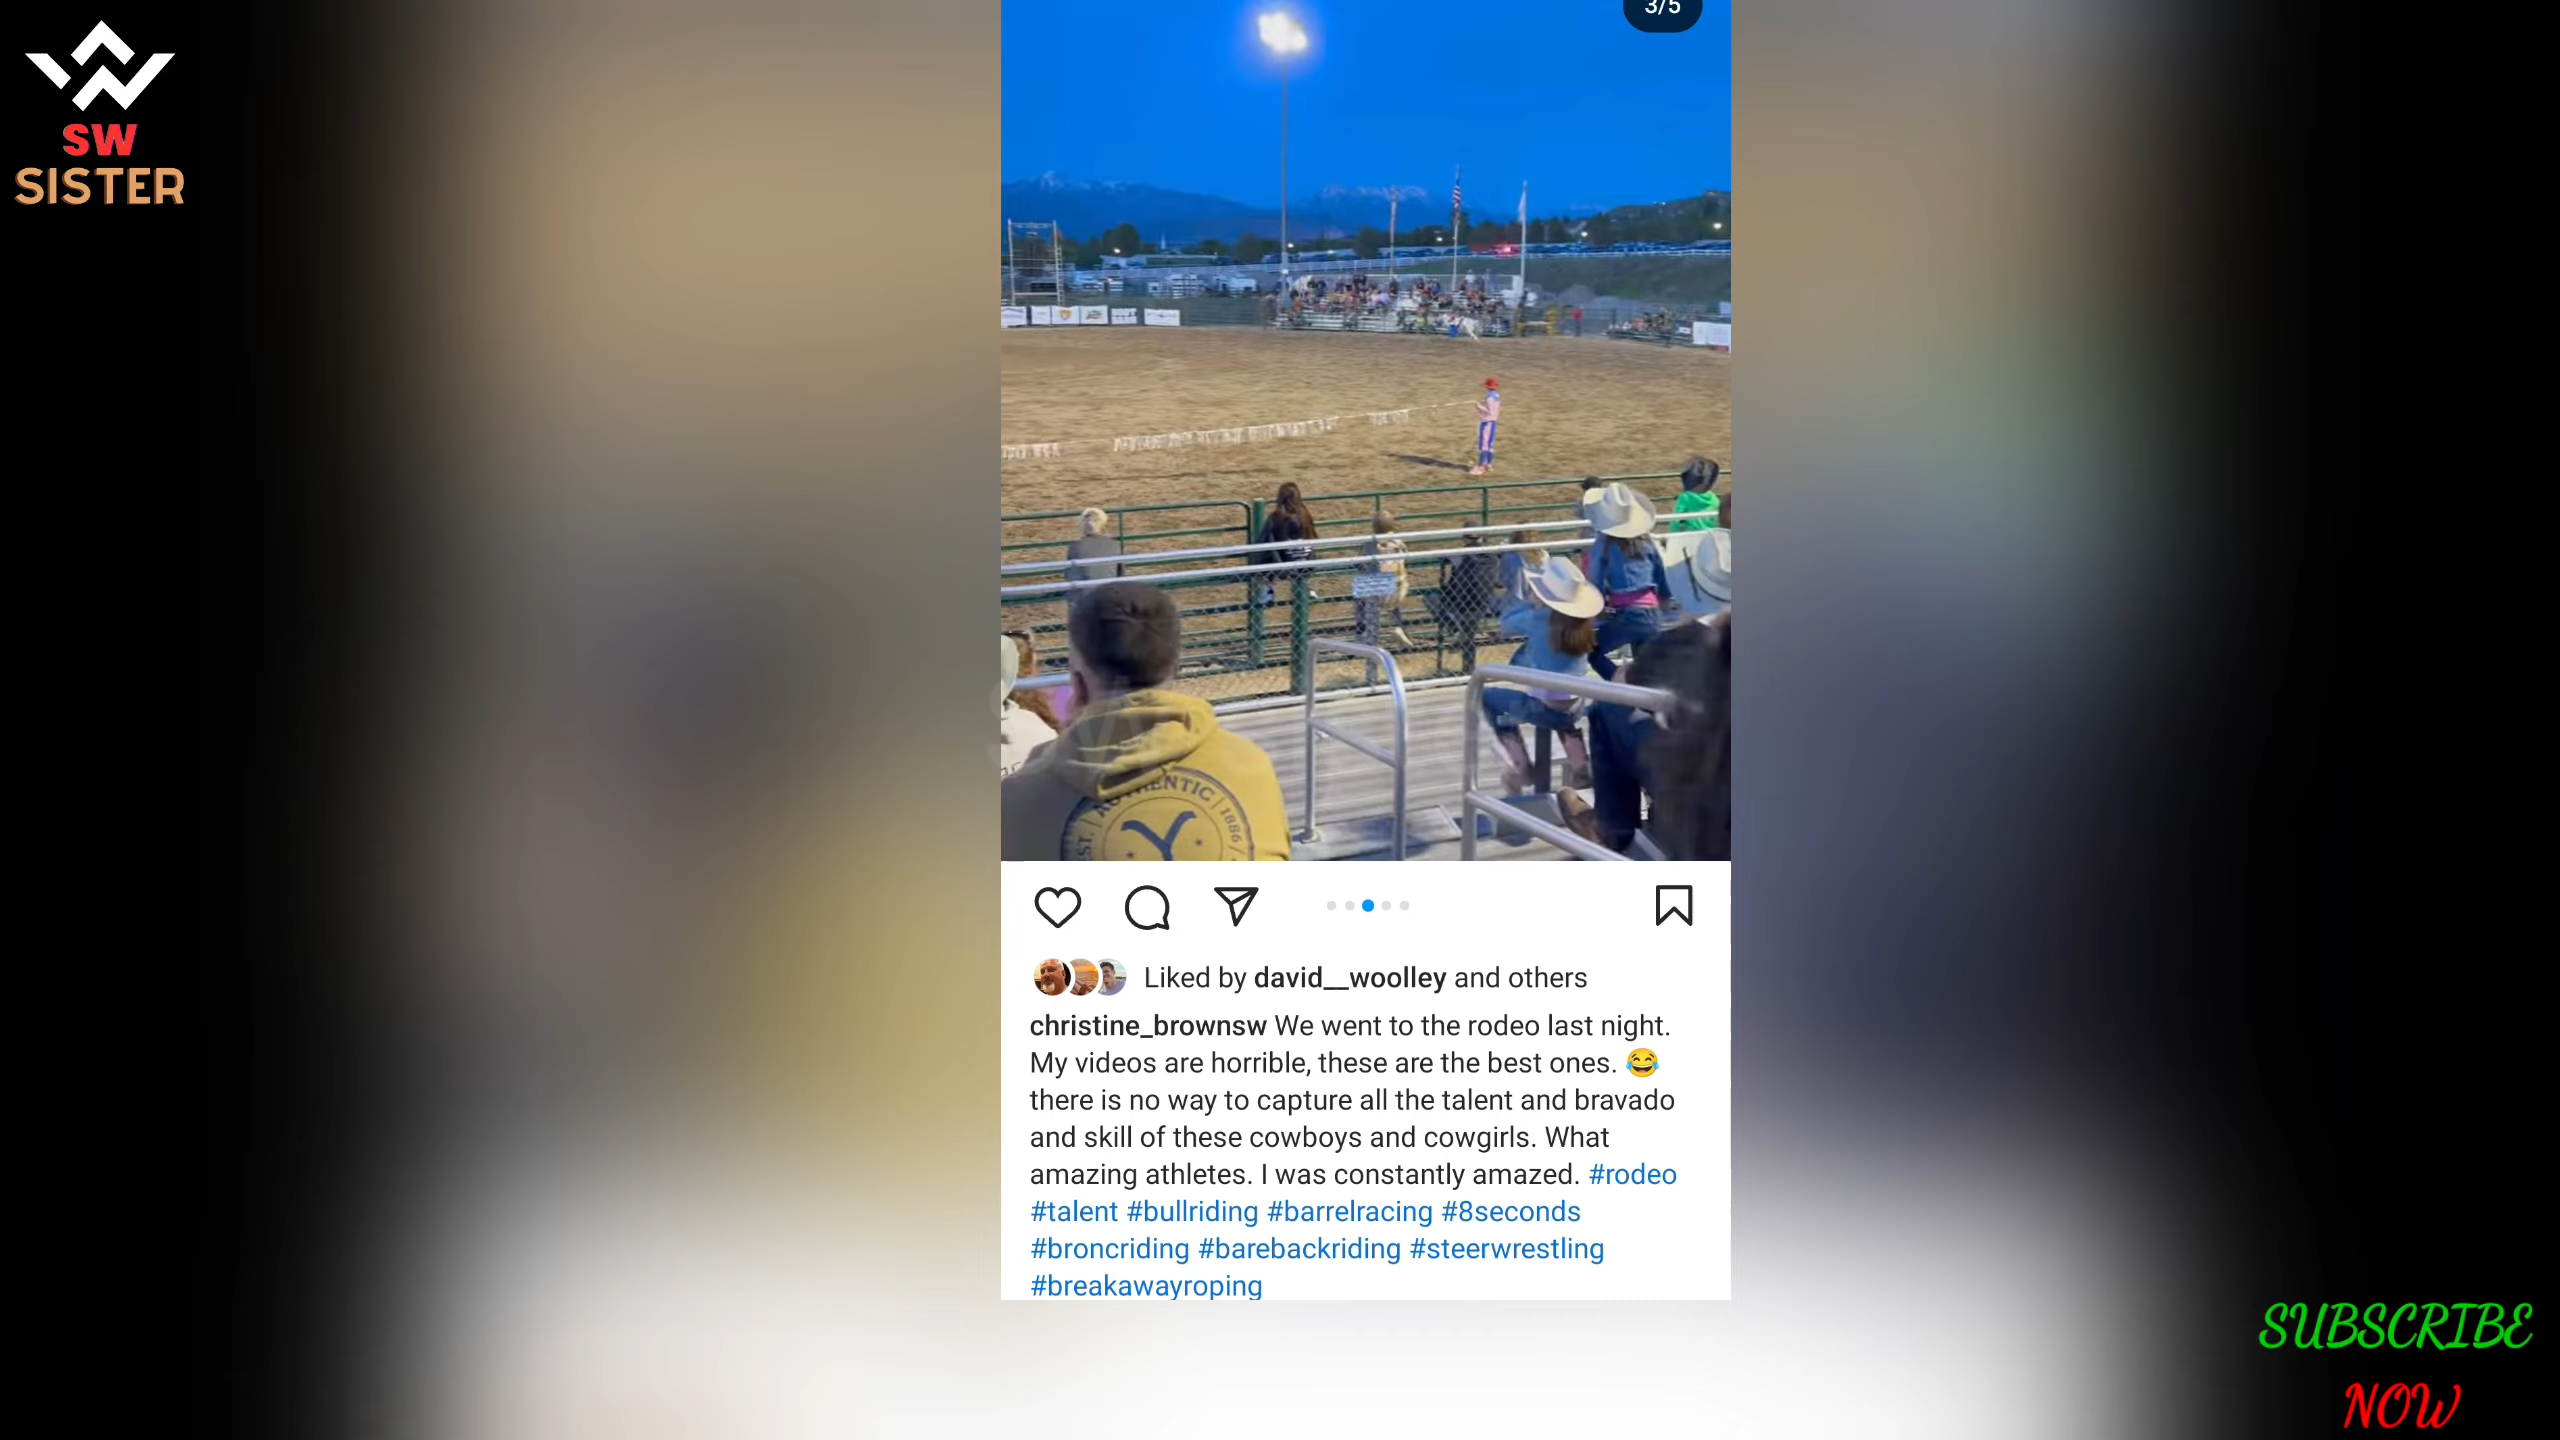 3/5
SW
SISTER
AUTHENTIC
EST.
1886
christine_brownsw We went to the rodeo last night.
My videos are horrible, these are the best ones. 😂
there is no way to capture all the talent and bravado
and skill of these cowboys and cowgirls. What
amazing athletes. I was constantly amazed. #rodeo
#talent #bullriding #barrelracing #8seconds
#broncriding #barebackriding #steerwrestling
#breakawayroping
Liked by david__woolley and others
SUBSCRIBE
NOW